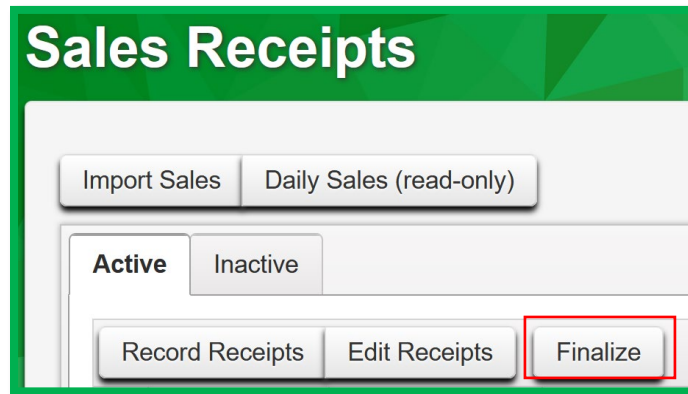 Sales Receipts
Import Sales Daily Sales (read-only)
Active Inactive
Record Receipts Edit Receipts Finalize